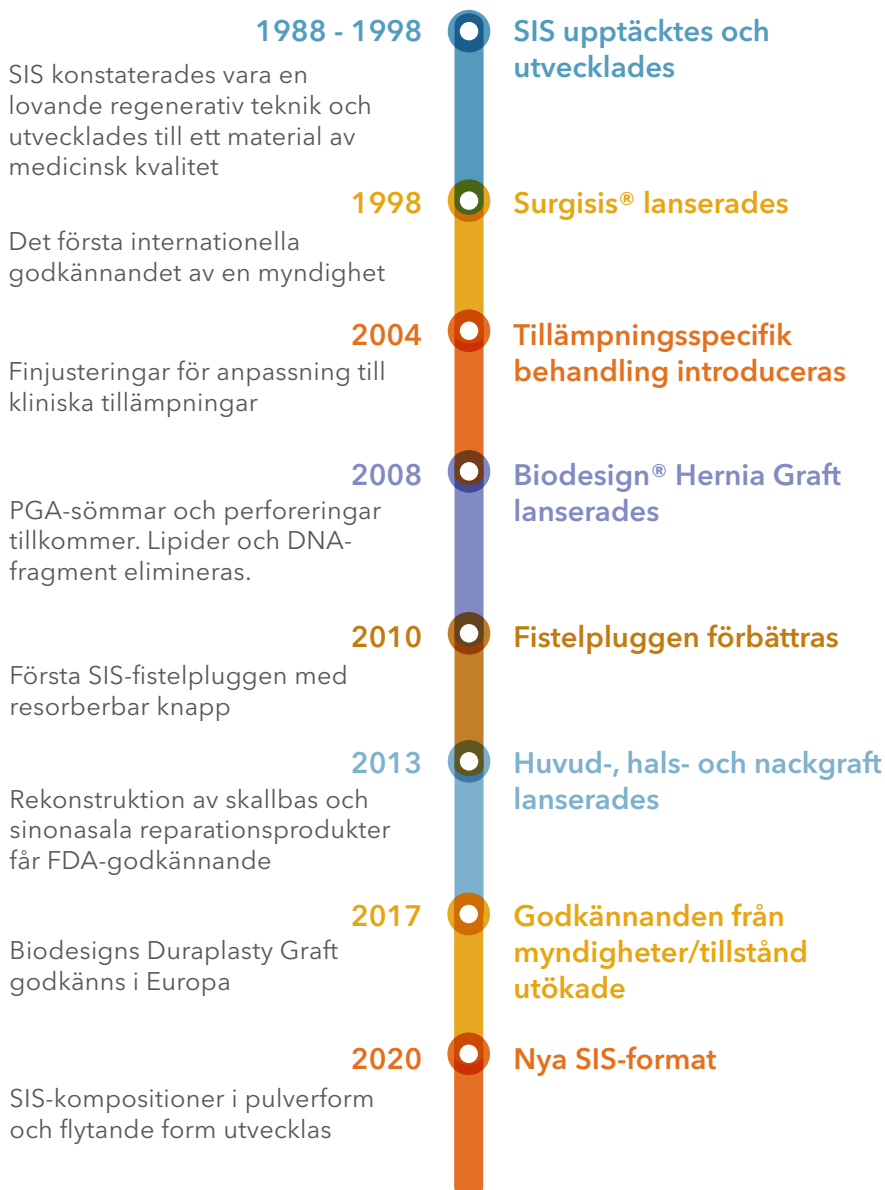 1988 - 1998
SIS upptäcktes och
utvecklades
SIS konstaterades vara en
lovande regenerativ teknik och
utvecklades till ett material av
medicinsk kvalitet
1998
Surgisis® lanserades
Det första internationella
godkännandet av en myndighet
2004
Tillämpningsspecifik
behandling introduceras
Finjusteringar för anpassning till
kliniska tillämpningar
2008
Biodesign® Hernia Graft
lanserades
PGA-sömmar och perforeringar
tillkommer. Lipider och DNA-
fragment elimineras.
2010
Fistelpluggen förbättras
Första SIS-fistelpluggen med
resorberbar knapp
2013
Huvud-, hals- och nackgraft
lanserades
Rekonstruktion av skallbas och
sinonasala reparationsprodukter
får FDA-godkännande
2017
Godkännanden från
myndigheter/tillstånd
utökade
Biodesigns Duraplasty Graft
godkänns i Europa
2020
Nya SIS-format
SIS-kompositioner i pulverform
och flytande form utvecklas